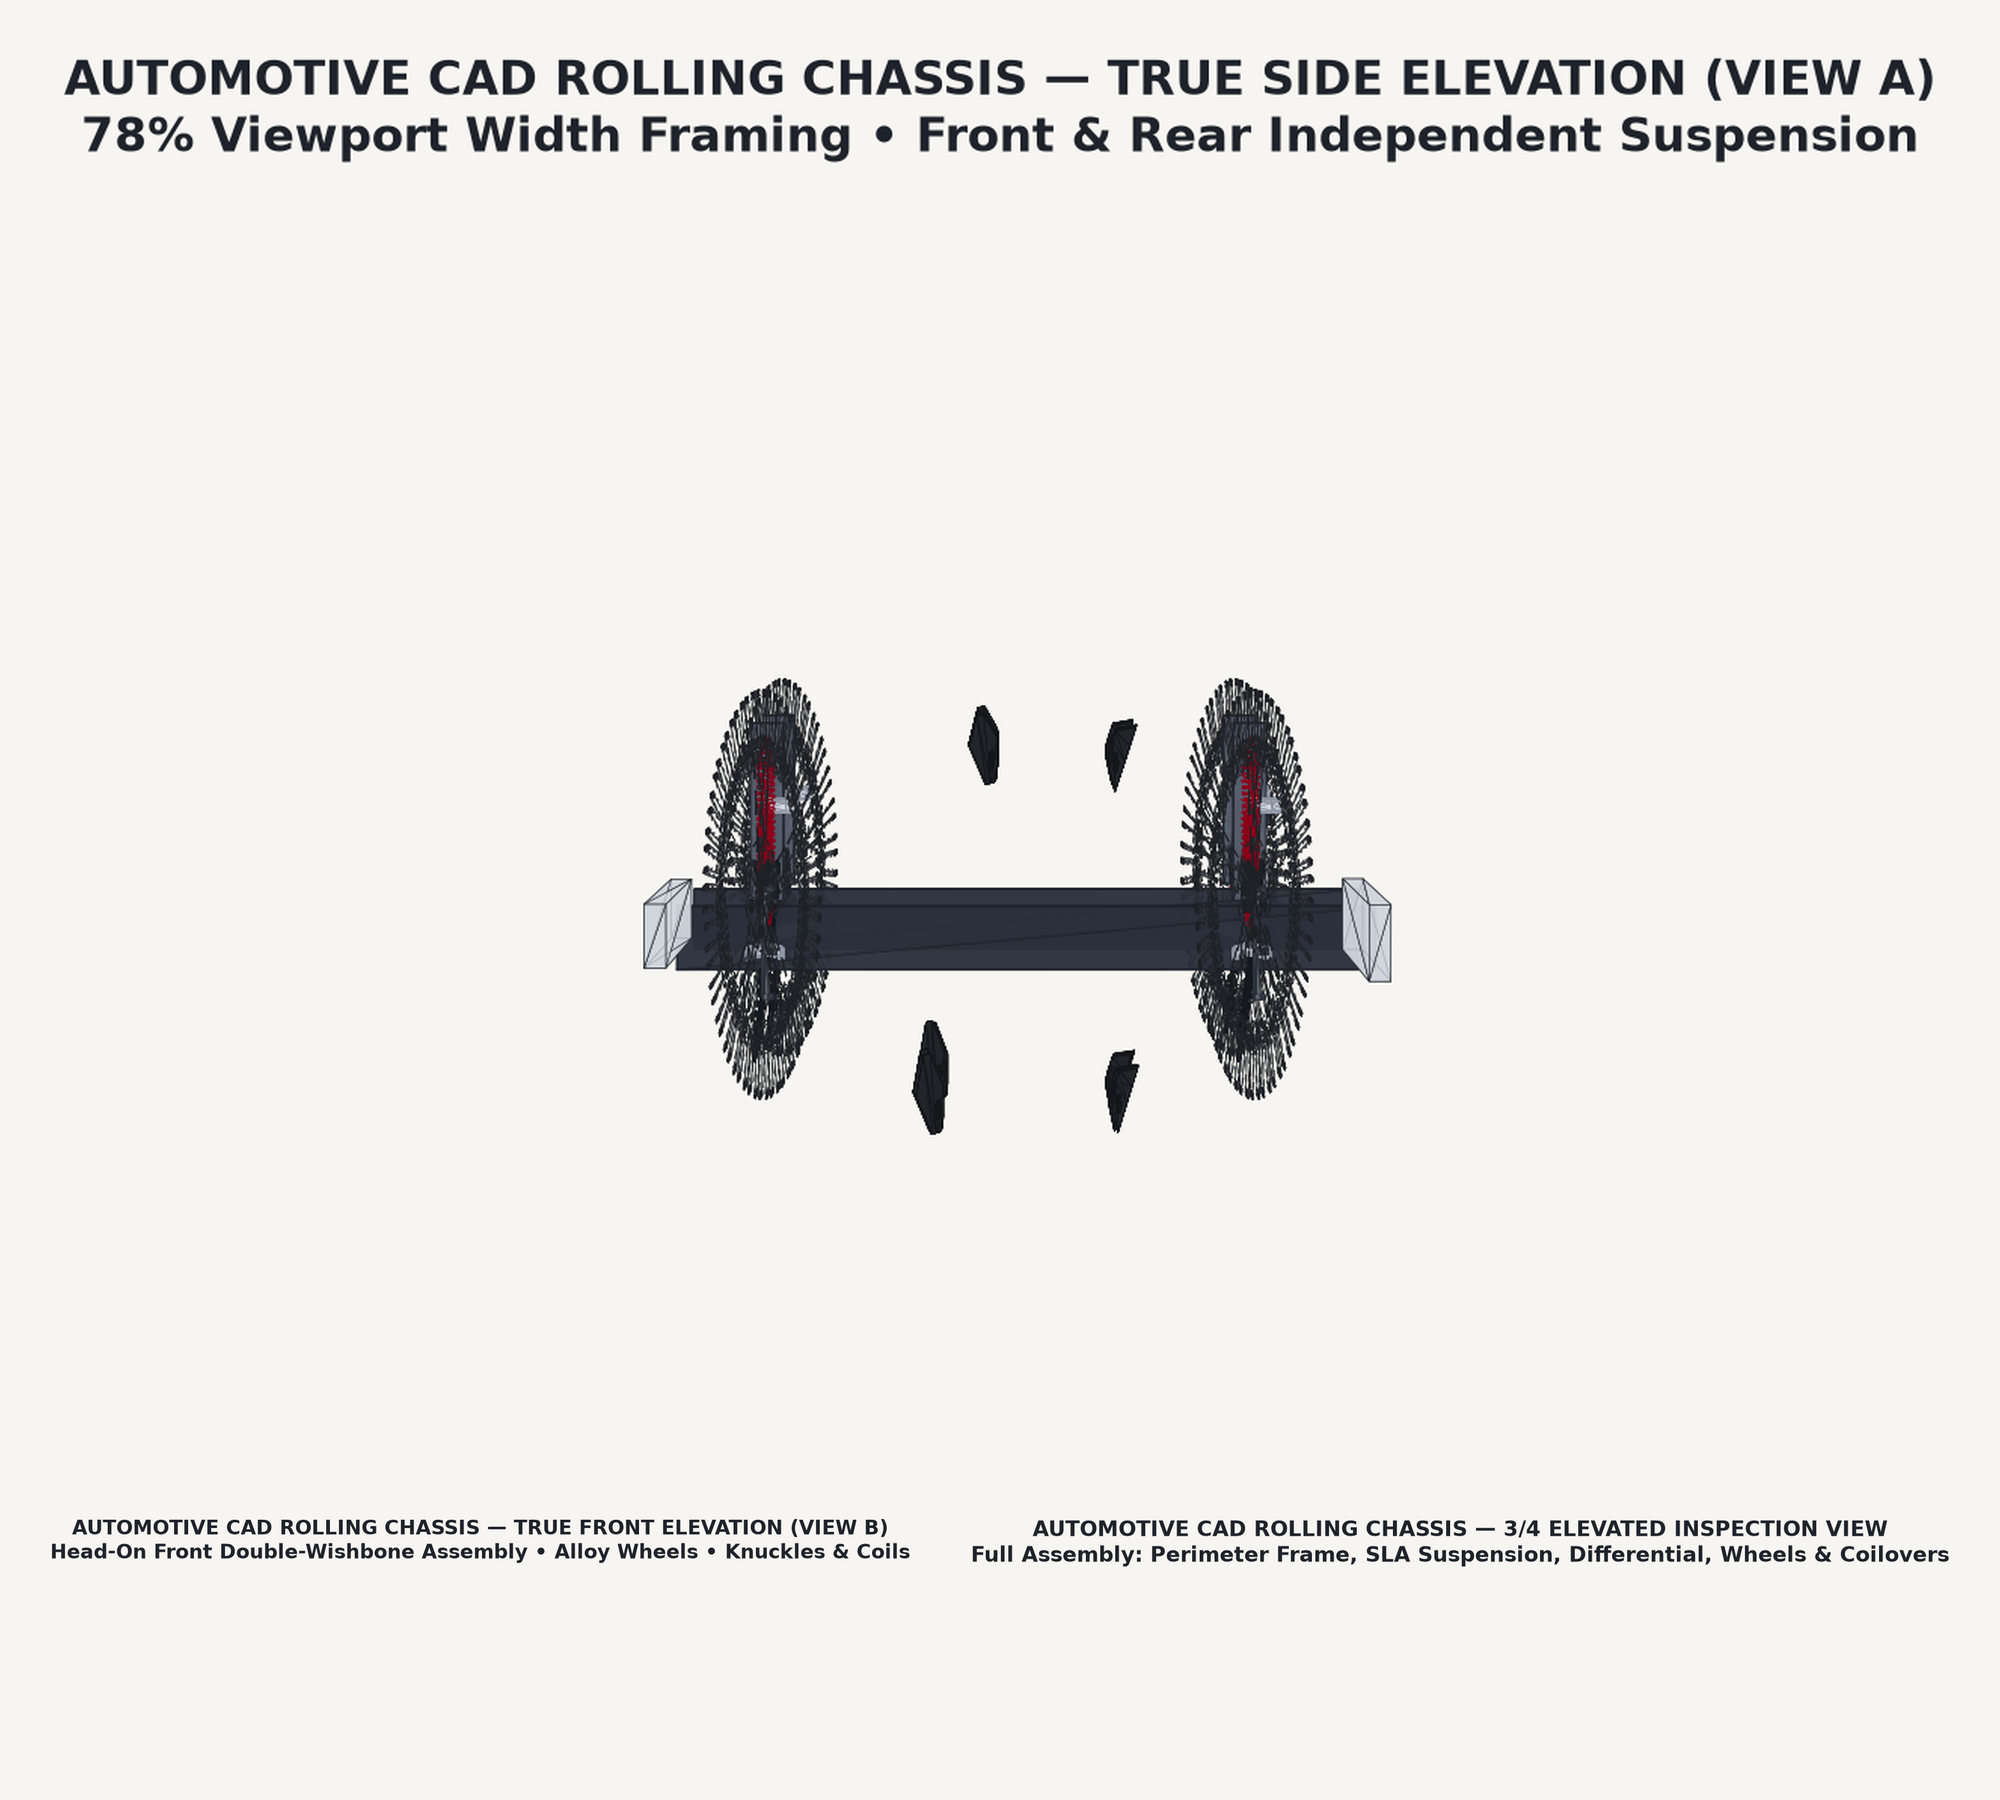 AUTOMOTIVE CAD ROLLING CHASSIS — TRUE SIDE ELEVATION (VIEW A)
78% Viewport Width Framing • Front & Rear Independent Suspension
AUTOMOTIVE CAD ROLLING CHASSIS — TRUE FRONT ELEVATION (VIEW B)
Head-On Front Double-Wishbone Assembly • Alloy Wheels • Knuckles & Coils
AUTOMOTIVE CAD ROLLING CHASSIS — 3/4 ELEVATED INSPECTION VIEW
Full Assembly: Perimeter Frame, SLA Suspension, Differential, Wheels & Coilovers